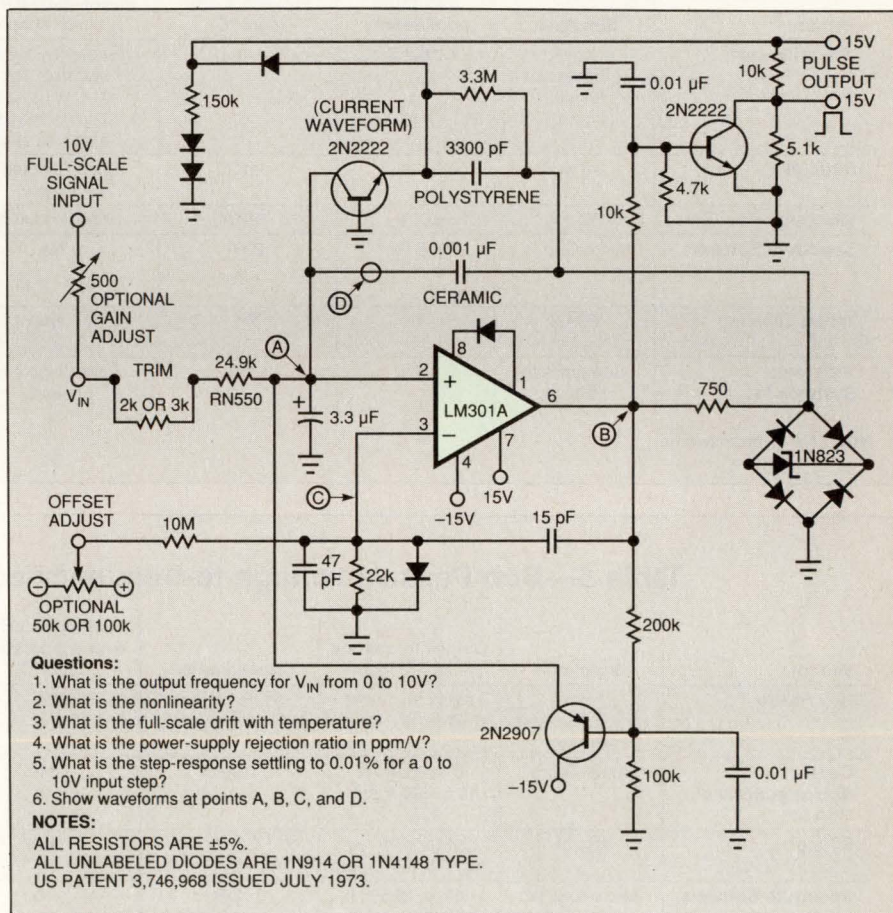 15V
10k
PULSE
OUTPUT
15V
0.01 µF
2N2222
5.1k
4.7k
10k
3.3M
150k
(CURRENT
WAVEFORM)
2N2222
3300 pF
POLYSTYRENE
10V
FULL-SCALE
SIGNAL
INPUT
500
OPTIONAL
GAIN
ADJUST
D
0.001 µF
CERAMIC
TRIM
24.9k
A
VIN
RN550
2k OR 3k
3.3 µF
+
2
+
8
1
LM301A
6
3
−
4
7
−15V
15V
B
750
1N823
C
OFFSET
ADJUST
10M
15 pF
47
pF
22k
− +
OPTIONAL
50k OR 100k
200k
2N2907
−15V
100k
0.01 µF
Questions:
1. What is the output frequency for VIN from 0 to 10V?
2. What is the nonlinearity?
3. What is the full-scale drift with temperature?
4. What is the power-supply rejection ratio in ppm/V?
5. What is the step-response settling to 0.01% for a 0 to
10V input step?
6. Show waveforms at points A, B, C, and D.
NOTES:
ALL RESISTORS ARE ±5%.
ALL UNLABELED DIODES ARE 1N914 OR 1N4148 TYPE.
US PATENT 3,746,968 ISSUED JULY 1973.